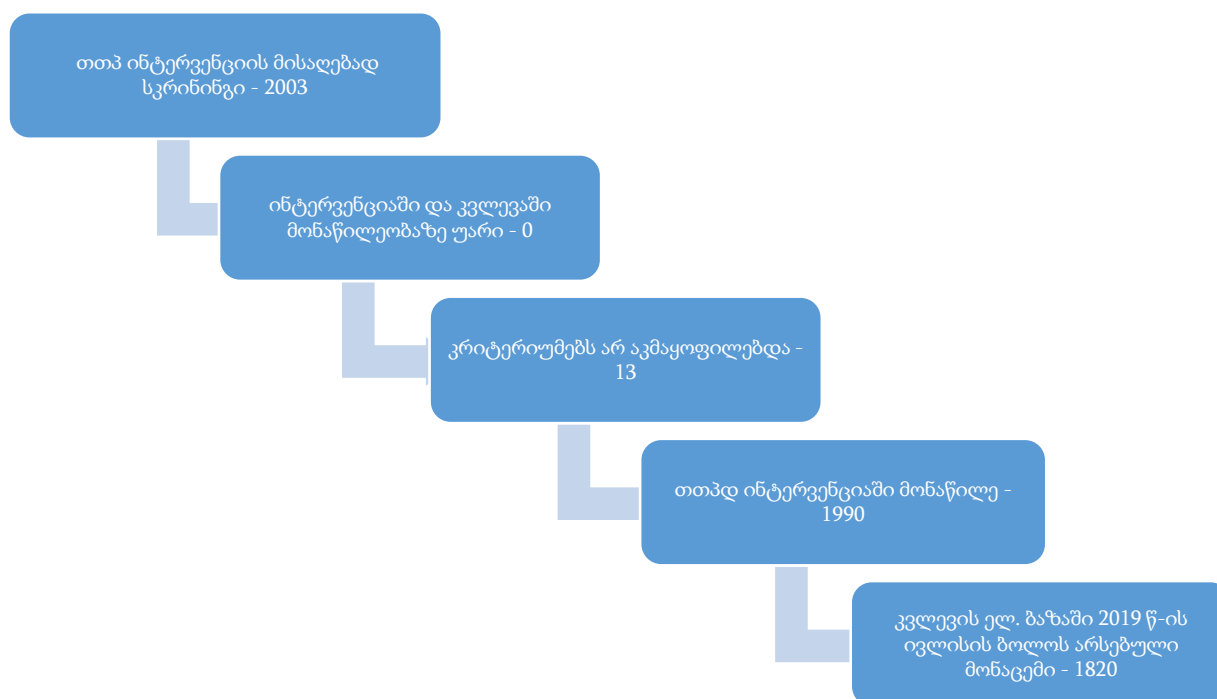 თთპ ინტერვენციის მისაღებად
სკრინინგი - 2003
ინტერვენციაში და კვლევაში
მონაწილეობაზე უარი - 0
კრიტერიუმებს არ აკმაყოფილებდა -
13
თთპდ ინტერვენციაში მონაწილე -
1990
კვლევის ელ. ბაზაში 2019 წ-ის
ივლისის ბოლოს არსებული
მონაცემი - 1820